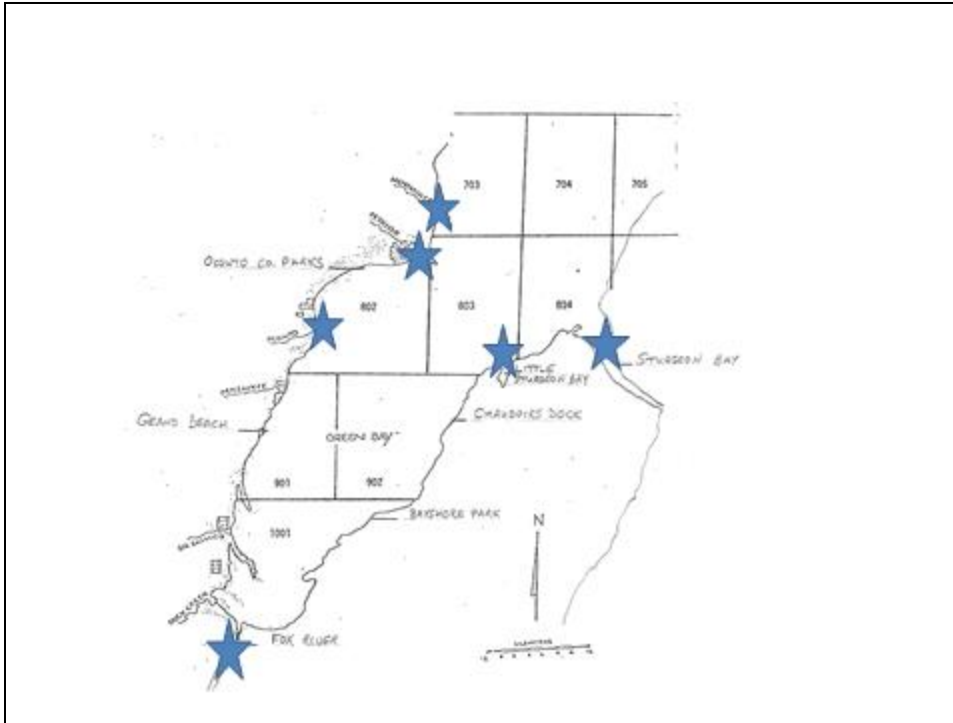 703
704
705
OCONTO CO. PARKS
802
803
804
STURGEON BAY
LITTLE
STURGEON BAY
GRAND BEACH
CHAUDOIRS DOCK
GREEN BAY
901
902
BAYSHORE PARK
N
1001
FOX RIVER